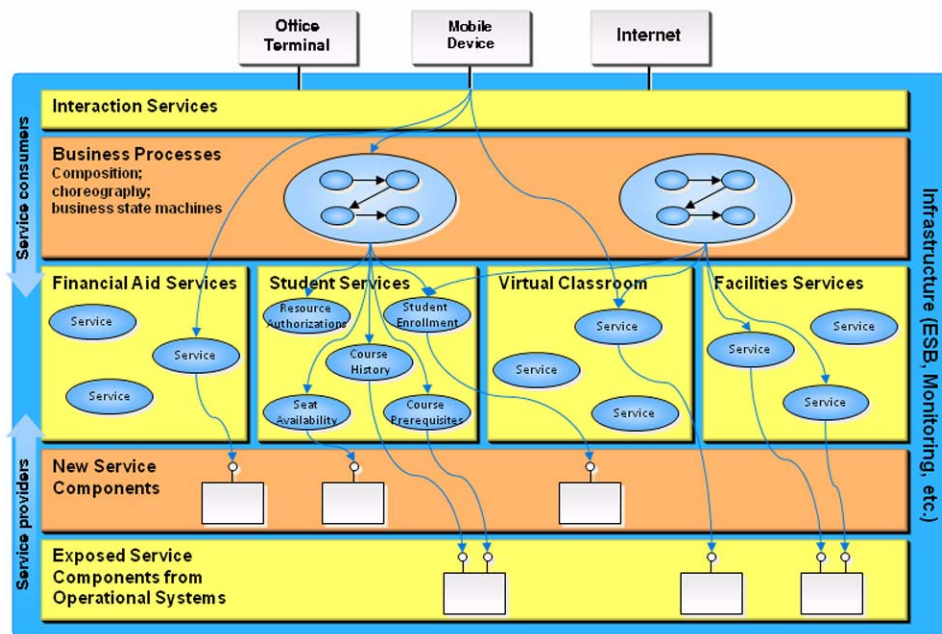 Office
Terminal
Mobile
Device
Internet
Interaction Services
Service consumers
Business Processes
Composition;
choreography;
business state machines
Infrastructure (ESB, Monitoring, etc.)
Financial Aid Services
Service
Service
Service
Student Services
Resource
Authorizations
Student
Enrollment
Course
History
Seat
Availability
Course
Prerequisites
Virtual Classroom
Service
Service
Service
Facilities Services
Service
Service
Service
Service providers
New Service
Components
Exposed Service
Components from
Operational Systems